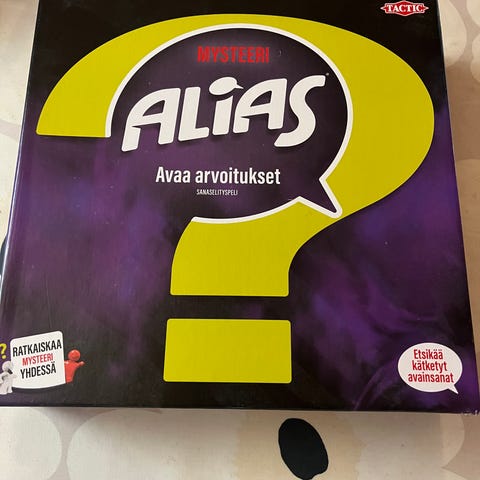 TACTIC
MYSTEERI
ALIAS
Avaa arvoitukset
SANASELITYSPELI
RATKAISKAA
MYSTEERI
YHDESSÄ
Etsikää
kätketyt
avainsanat